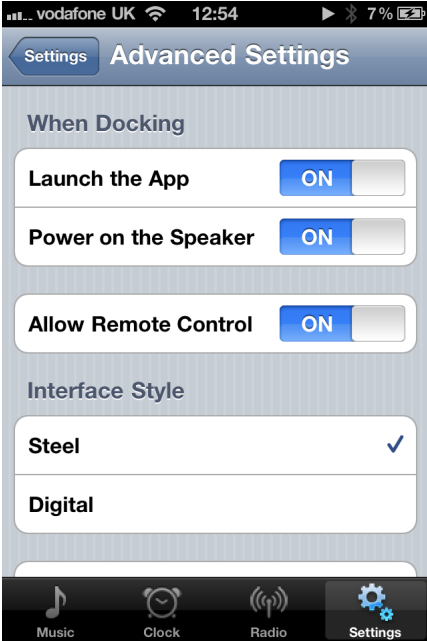 vodafone UK 12:54 7%
Settings Advanced Settings
When Docking
Launch the App ON
Power on the Speaker ON
Allow Remote Control ON
Interface Style
Steel
Digital
Music Clock Radio Settings